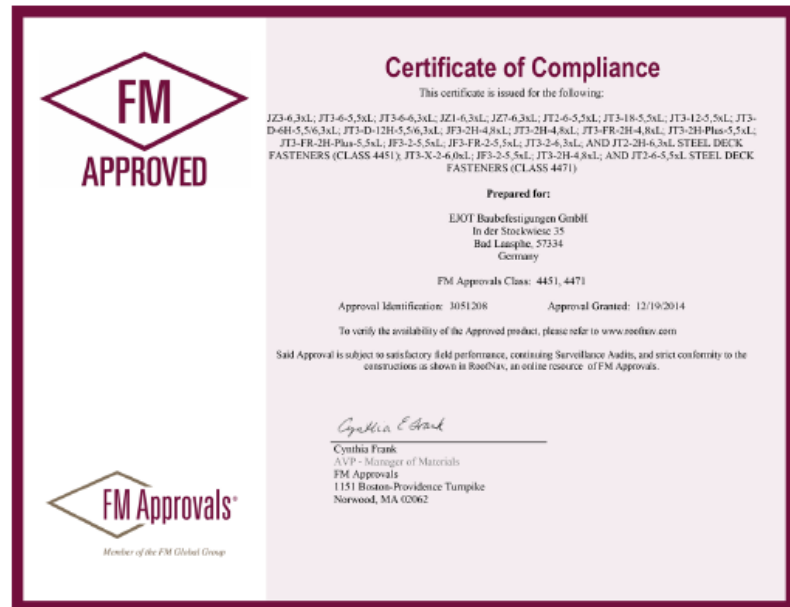 FM
APPROVED
Certificate of Compliance
This certificate is issued for the following:
JZ3-6,3xL; JT3-6-5,5xL; JT3-6-6,3xL; JZ1-6,3xL; JZ7-6,3xL; JT2-6-5,5xL; JT3-18-5,5xL; JT3-12-5,5xL; JT3-
D-6H-5,5/6,3xL; JT3-D-12H-5,5/6,3xL; JF3-2H-4,8xL; JT3-2H-4,8xL; JT3-FR-2H-4,8xL; JT3-2H-Plus-5,5xL;
JT3-FR-2H-Plus-5,5xL; JF3-2-5,5xL; JF3-FR-2-5,5xL; JT3-2-6,3xL; AND JT2-2H-6,3xL STEEL DECK
FASTENERS (CLASS 4451); JT3-X-2-6,0xL; JF3-2-5,5xL; JT3-2H-4,8xL; AND JT2-6-5,5xL STEEL DECK
FASTENERS (CLASS 4471)
Prepared for:
EJOT Baubefestigungen GmbH
In der Stockwiese 35
Bad Laasphe, 57334
Germany
FM Approvals Class: 4451, 4471
Approval Identification: 3051208 Approval Granted: 12/19/2014
To verify the availability of the Approved product, please refer to www.roofnav.com
Said Approval is subject to satisfactory field performance, continuing Surveillance Audits, and strict conformity to the
constructions as shown in RoofNav, an online resource of FM Approvals.
Cynthia E Frank
Cynthia Frank
AVP - Manager of Materials
FM Approvals
1151 Boston-Providence Turnpike
Norwood, MA 02062
FM Approvals®
Member of the FM Global Group